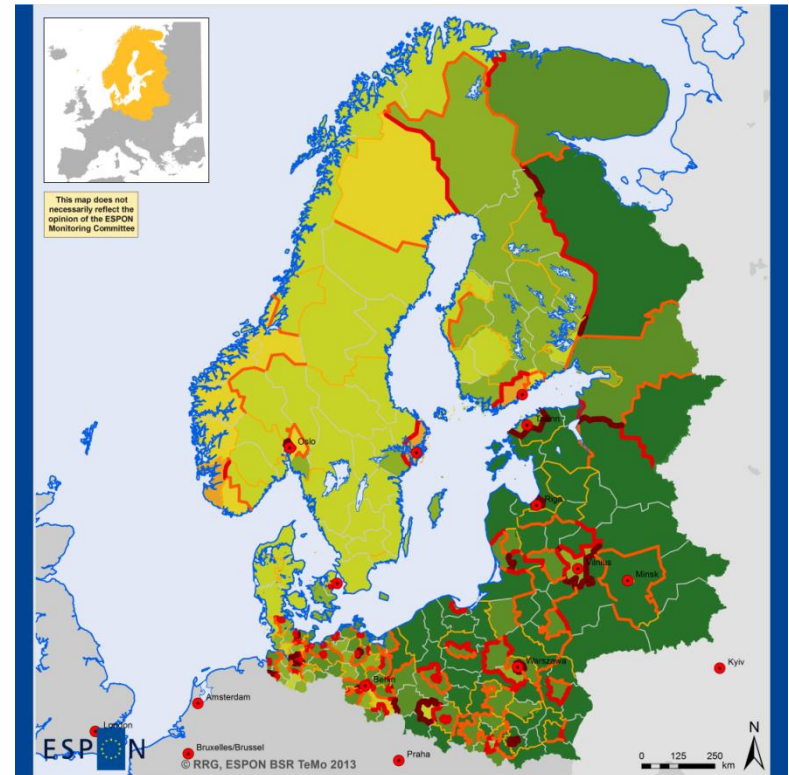 This map does not
necessarily reflect the
opinion of the ESPON
Monitoring Committee
Oslo
Riga
Vilnius
Minsk
Warszawa
Berlin
Kyiv
Amsterdam
London
Bruxelles/Brussel
Praha
ESPON
© RRG, ESPON BSR TeMo 2013
N
0 125 250
km